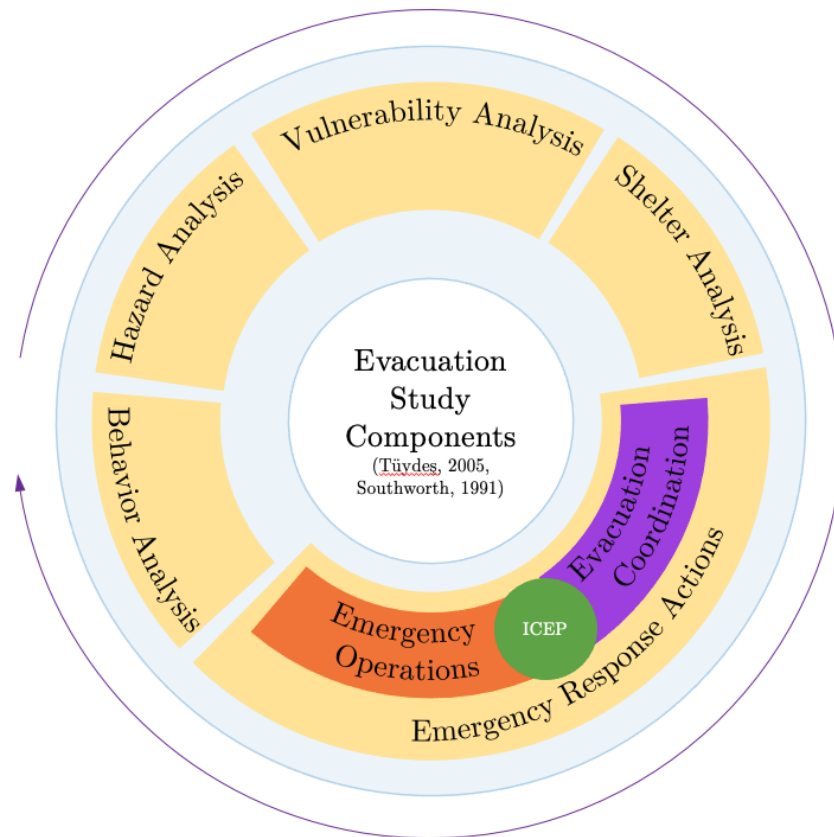 Vulnerability Analysis
Shelter Analysis
Hazard Analysis
Behavior Analysis
Evacuation
Study
Components
(Tüydes, 2005,
Southworth, 1991)
Evacuation
Coordination
Emergency
Operations
ICEP
Emergency Response Actions